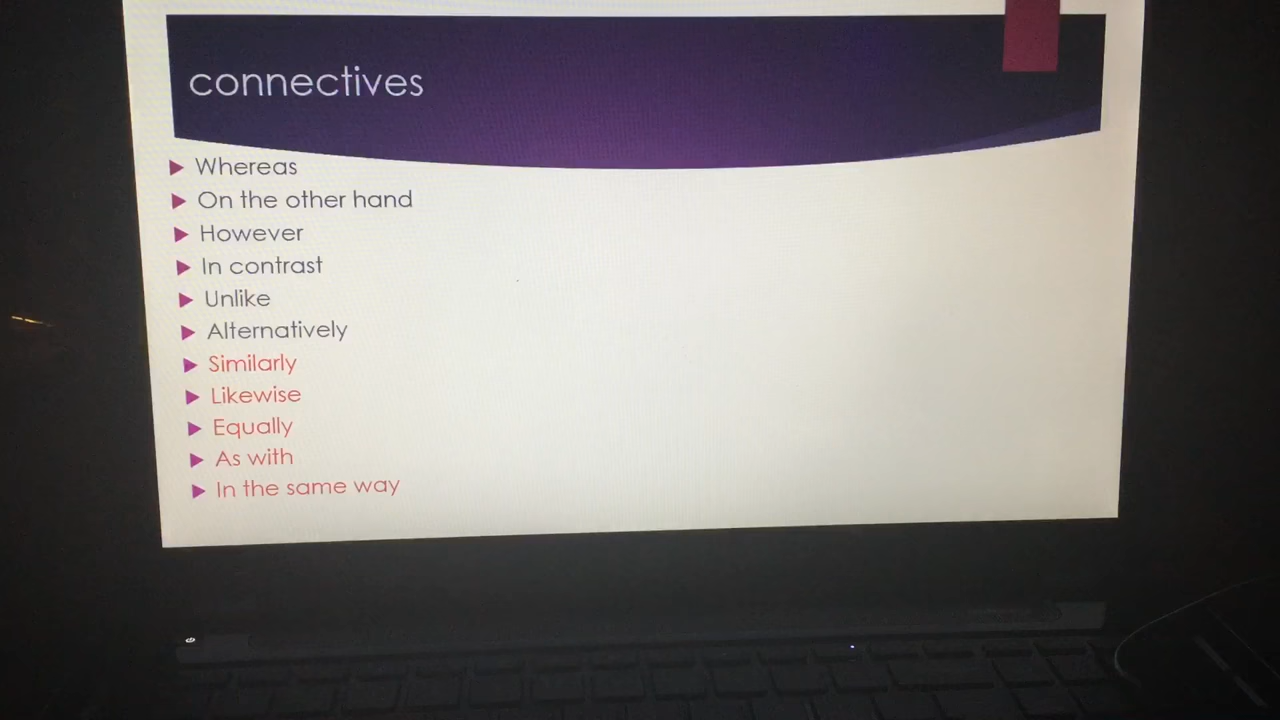 connectives
Whereas
On the other hand
However
In contrast
Unlike
Alternatively
Similarly
Likewise
Equally
As with
In the same way